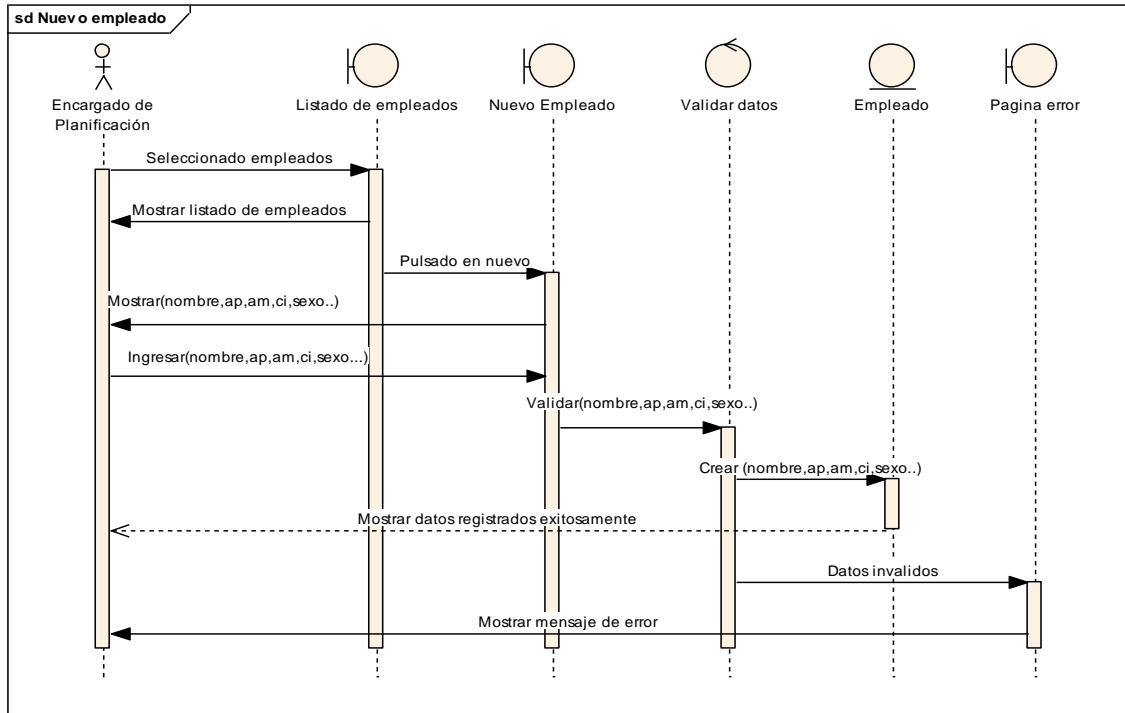 sd Nuevo empleado
Encargado de
Planificación
Listado de empleados
Nuevo Empleado
Validar datos
Empleado
Pagina error
Seleccionado empleados
Mostrar listado de empleados
Pulsado en nuevo
Mostrar(nombre,ap,am,ci,sexo..)
Ingresar(nombre,ap,am,ci,sexo...)
Validar(nombre,ap,am,ci,sexo..)
Crear (nombre,ap,am,ci,sexo..)
Mostrar datos registrados exitosamente
Datos invalidos
Mostrar mensaje de error